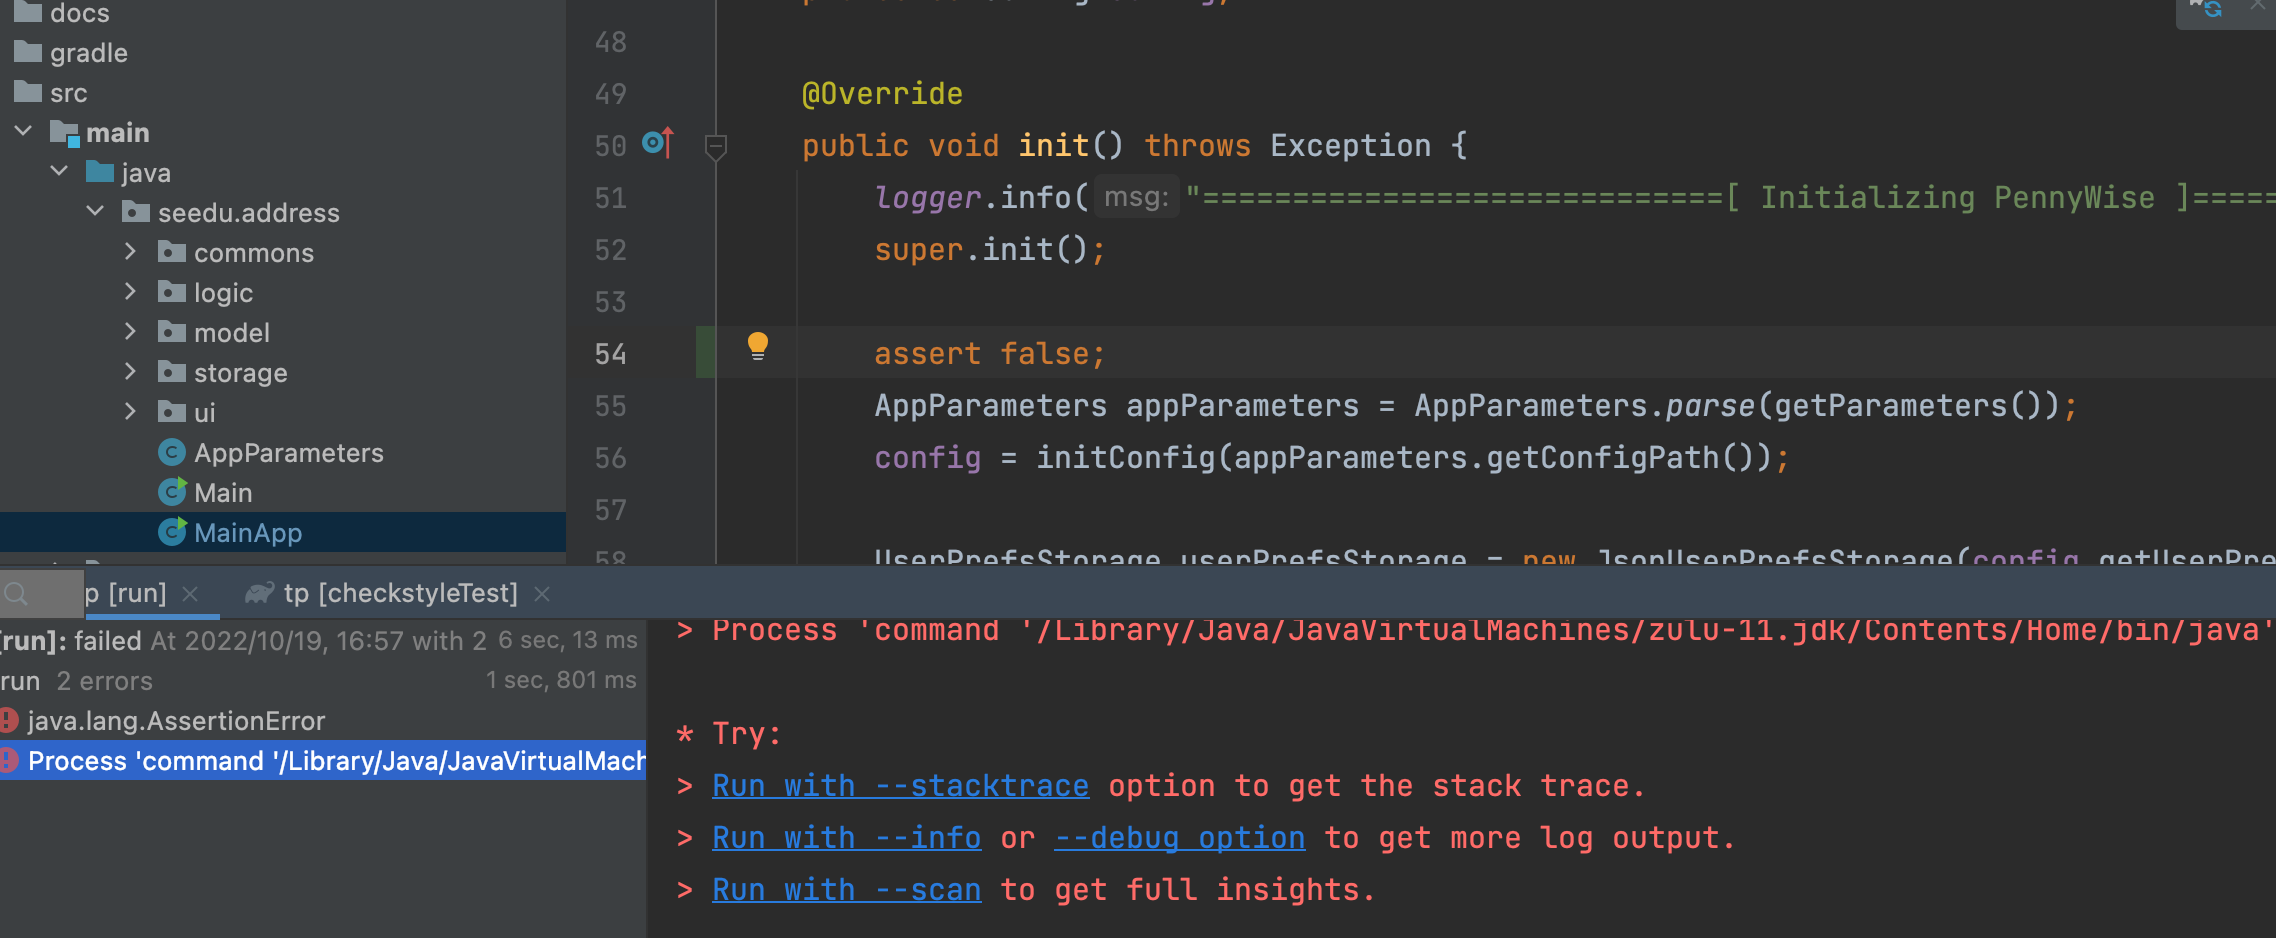 docs
gradle
src
main
java
seedu.address
commons
logic
model
storage
ui
AppParameters
Main
MainApp
48
49 @Override
50 public void init() throws Exception {
51 logger.info( msg: "=============================[ Initializing PennyWise ]=====
52 super.init();
53
54 assert false;
55 AppParameters appParameters = AppParameters.parse(getParameters());
56 config = initConfig(appParameters.getConfigPath());
57
58 UserPrefsStorage userPrefsStorage = new JsonUserPrefsStorage(config.getUserPre
p [run] tp [checkstyleTest]
[run]: failed At 2022/10/19, 16:57 with 2 6 sec, 13 ms
run 2 errors 1 sec, 801 ms
java.lang.AssertionError
Process 'command '/Library/Java/JavaVirtualMach
> Process 'command '/Library/Java/JavaVirtualMachines/zulu-11.jdk/Contents/Home/bin/java'
* Try:
> Run with --stacktrace option to get the stack trace.
> Run with --info or --debug option to get more log output.
> Run with --scan to get full insights.